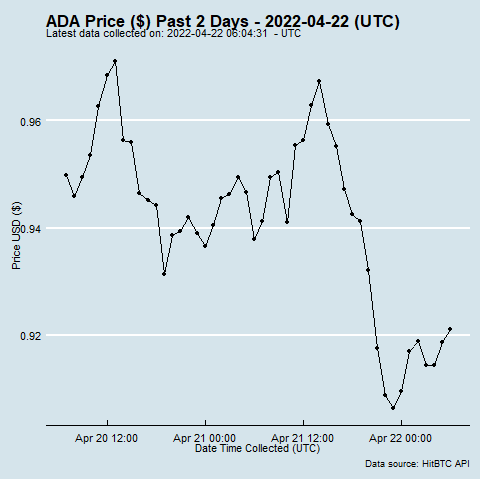 ADA Price ($) Past 2 Days - 2022-04-22 (UTC)
Latest data collected on: 2022-04-22 06:04:31  - UTC
0.96
0.94
0.92
Price USD ($)
Apr 20 12:00
Apr 21 00:00
Apr 21 12:00
Apr 22 00:00
Date Time Collected (UTC)
Data source: HitBTC API